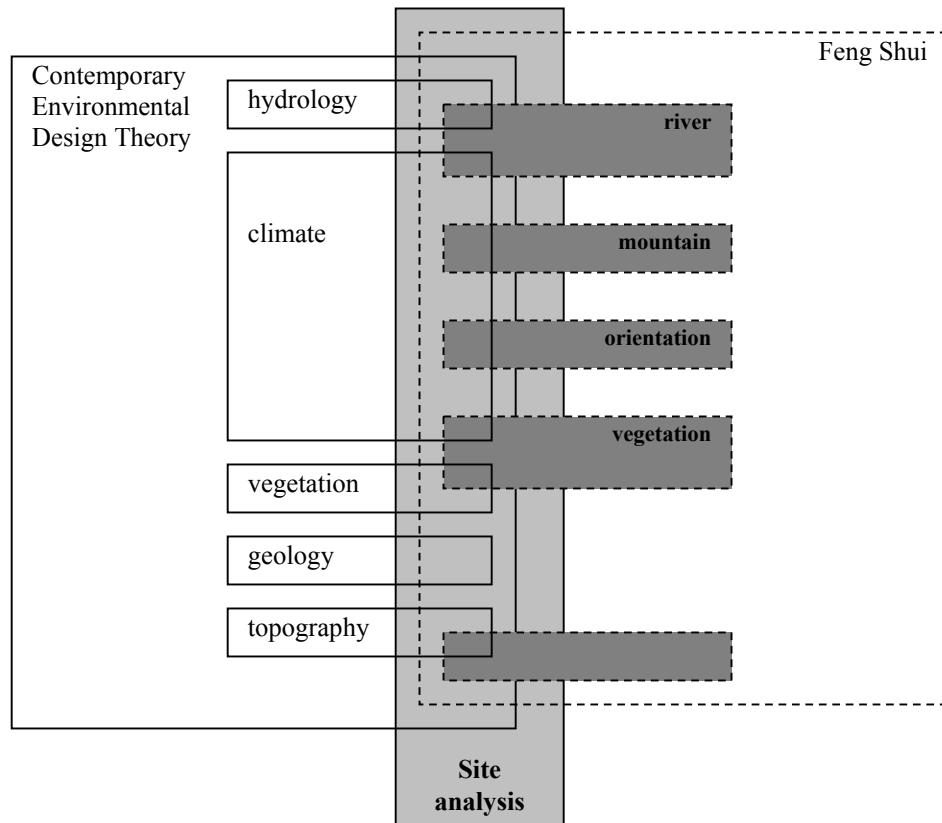 Feng Shui
Contemporary
Environmental
Design Theory
hydrology
river
climate
mountain
orientation
vegetation
vegetation
geology
topography
Site
analysis